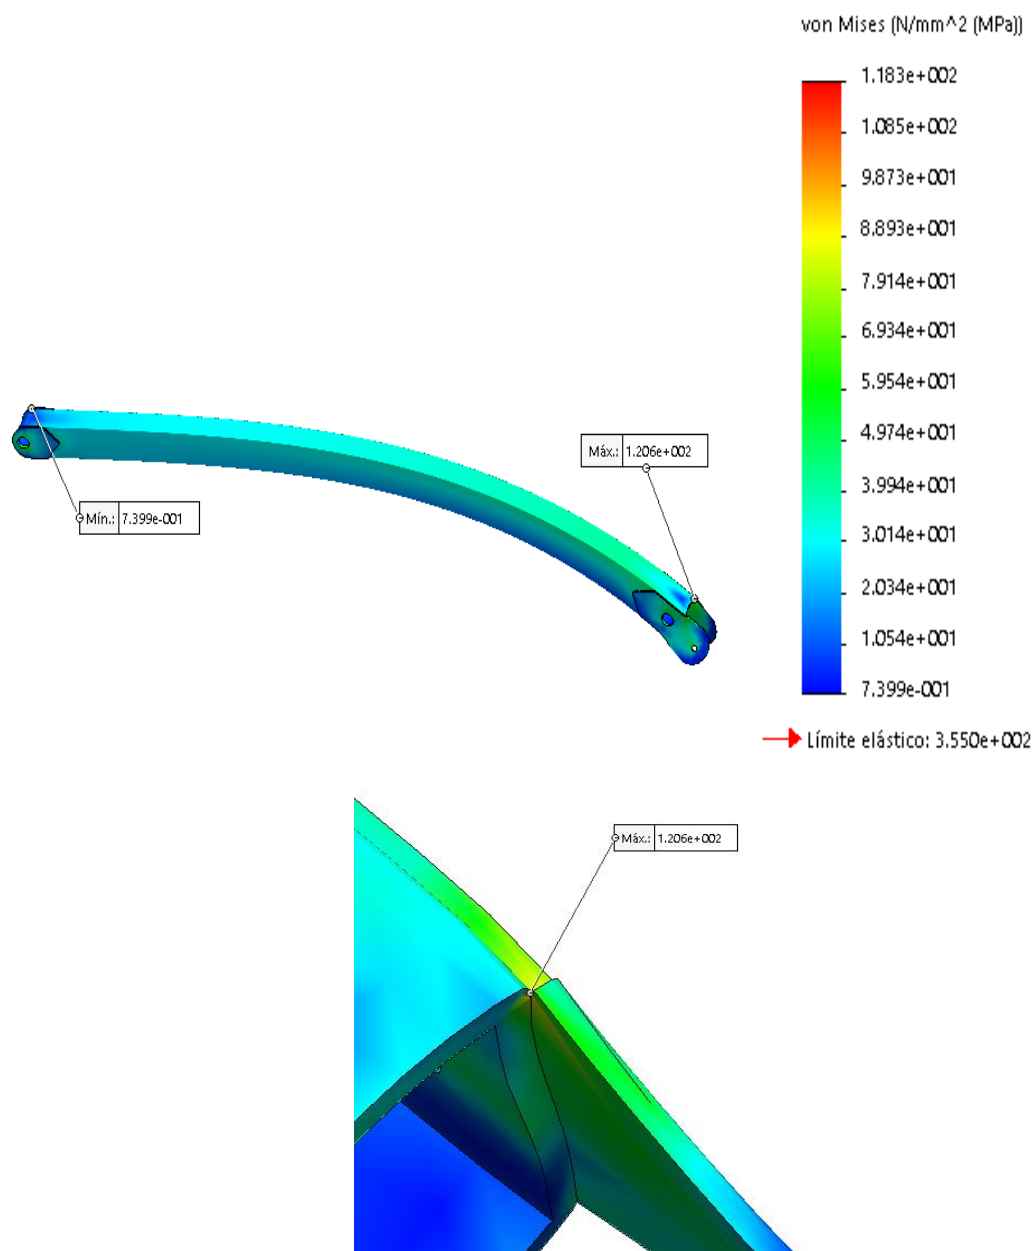 von Mises (N/mm^2 (MPa))
1.183e+002
1.085e+002
9.873e+001
8.893e+001
7.914e+001
6.934e+001
5.954e+001
4.974e+001
3.994e+001
3.014e+001
2.034e+001
1.054e+001
7.399e-001
Límite elástico: 3.550e+002
Máx.: 1.206e+002
Mín.: 7.399e-001
Máx.: 1.206e+002